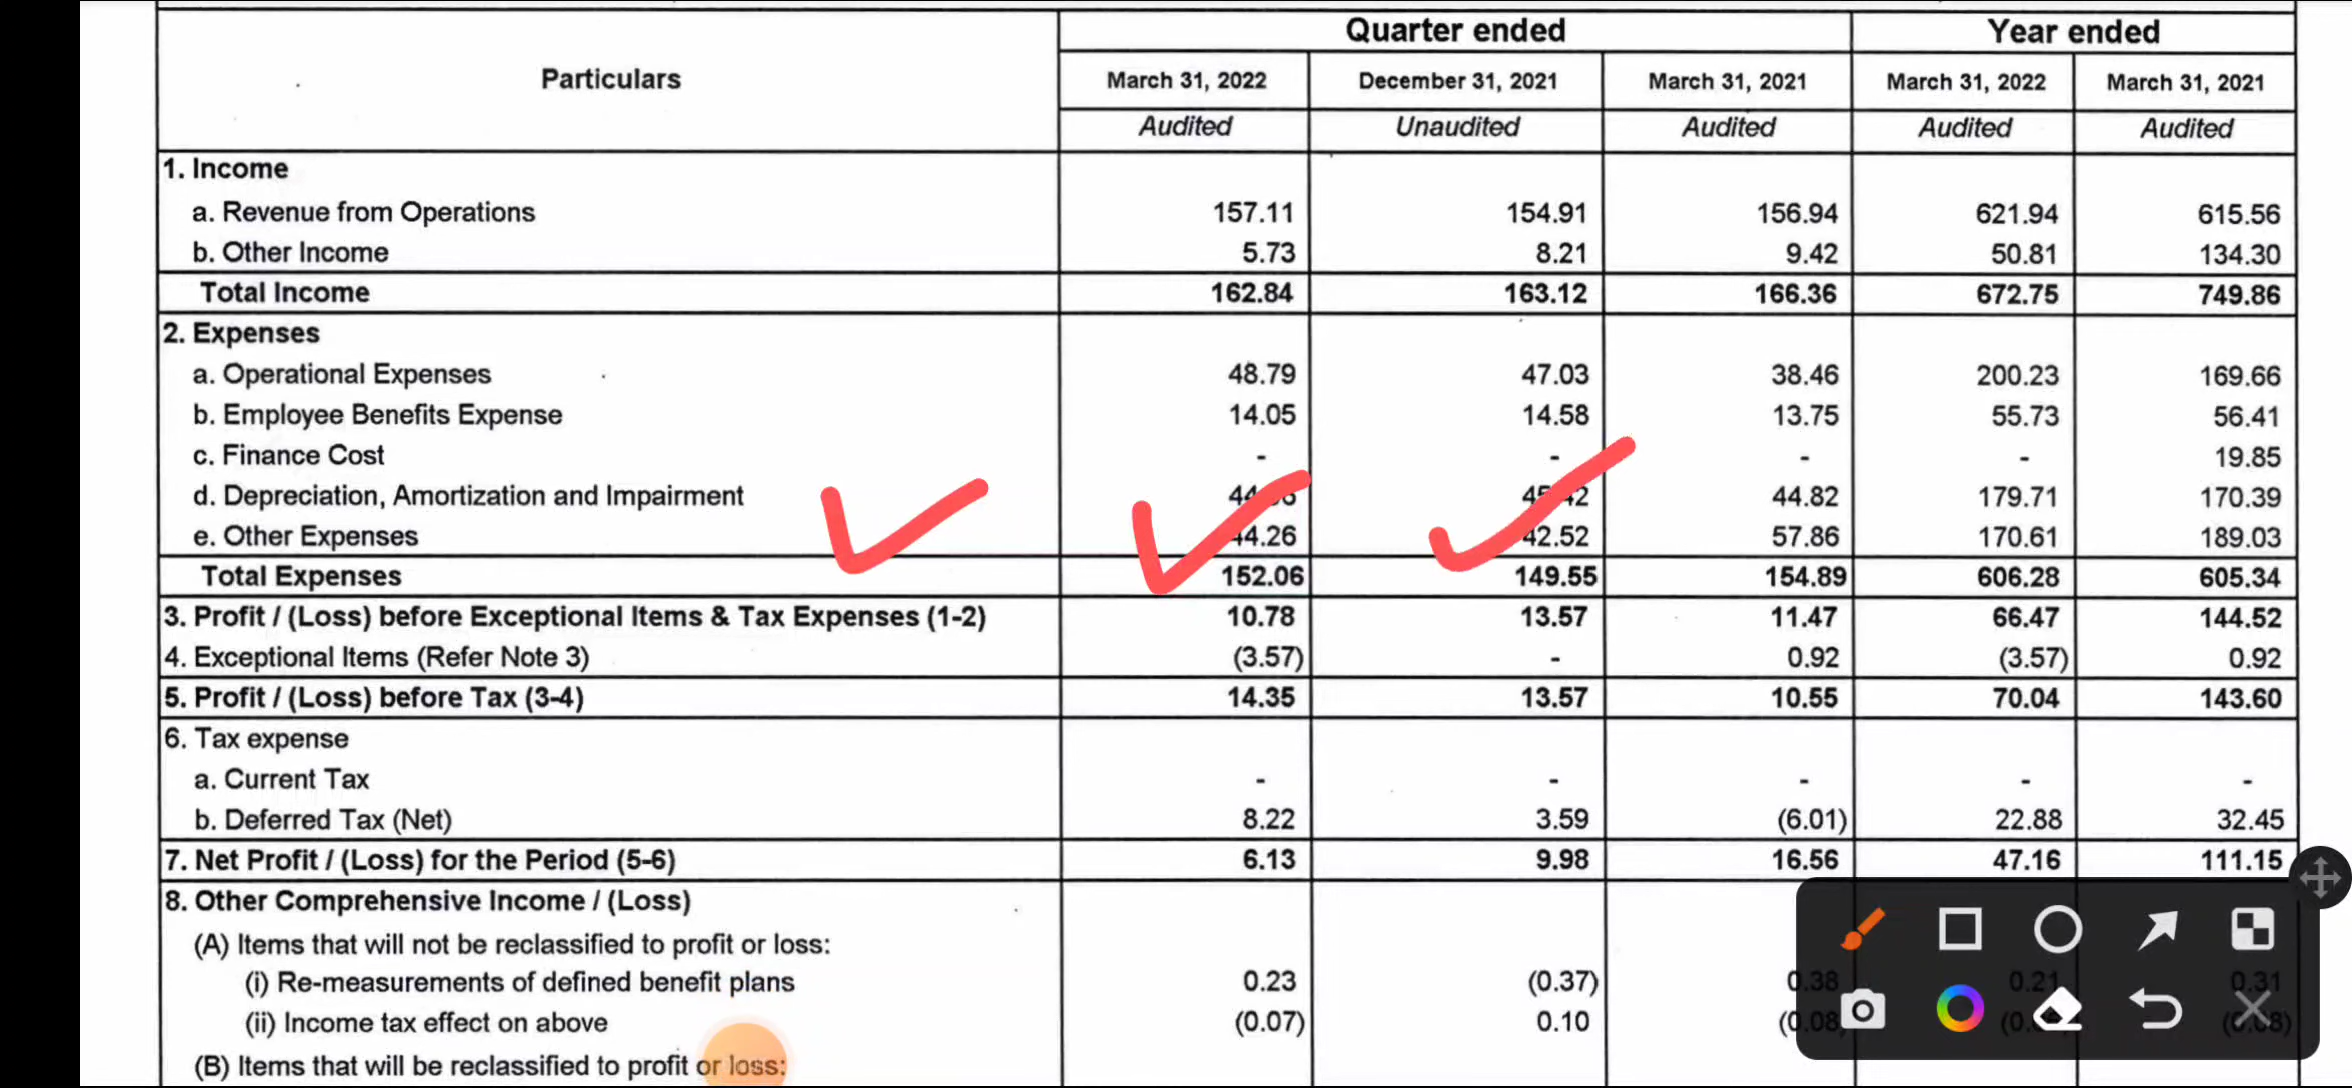 Particulars Quarter ended Year ended
March 31, 2022 December 31, 2021 March 31, 2021 March 31, 2022 March 31, 2021
Audited Unaudited Audited Audited Audited
1. Income
a. Revenue from Operations 157.11 154.91 156.94 621.94 615.56
b. Other Income 5.73 8.21 9.42 50.81 134.30
Total Income 162.84 163.12 166.36 672.75 749.86
2. Expenses
a. Operational Expenses 48.79 47.03 38.46 200.23 169.66
b. Employee Benefits Expense 14.05 14.58 13.75 55.73 56.41
c. Finance Cost - - - - 19.85
d. Depreciation, Amortization and Impairment 44.82 179.71 170.39
e. Other Expenses 44.26 42.52 57.86 170.61 189.03
Total Expenses 152.06 149.55 154.89 606.28 605.34
3. Profit / (Loss) before Exceptional Items & Tax Expenses (1-2) 10.78 13.57 11.47 66.47 144.52
4. Exceptional Items (Refer Note 3) (3.57) - 0.92 (3.57) 0.92
5. Profit / (Loss) before Tax (3-4) 14.35 13.57 10.55 70.04 143.60
6. Tax expense
a. Current Tax - - - - -
b. Deferred Tax (Net) 8.22 3.59 (6.01) 22.88 32.45
7. Net Profit / (Loss) for the Period (5-6) 6.13 9.98 16.56 47.16 111.15
8. Other Comprehensive Income / (Loss)
(A) Items that will not be reclassified to profit or loss:
(i) Re-measurements of defined benefit plans 0.23 (0.37) 0.38 0.21 0.31
(ii) Income tax effect on above (0.07) 0.10 (0.08) (0.08)
(B) Items that will be reclassified to profit or loss: